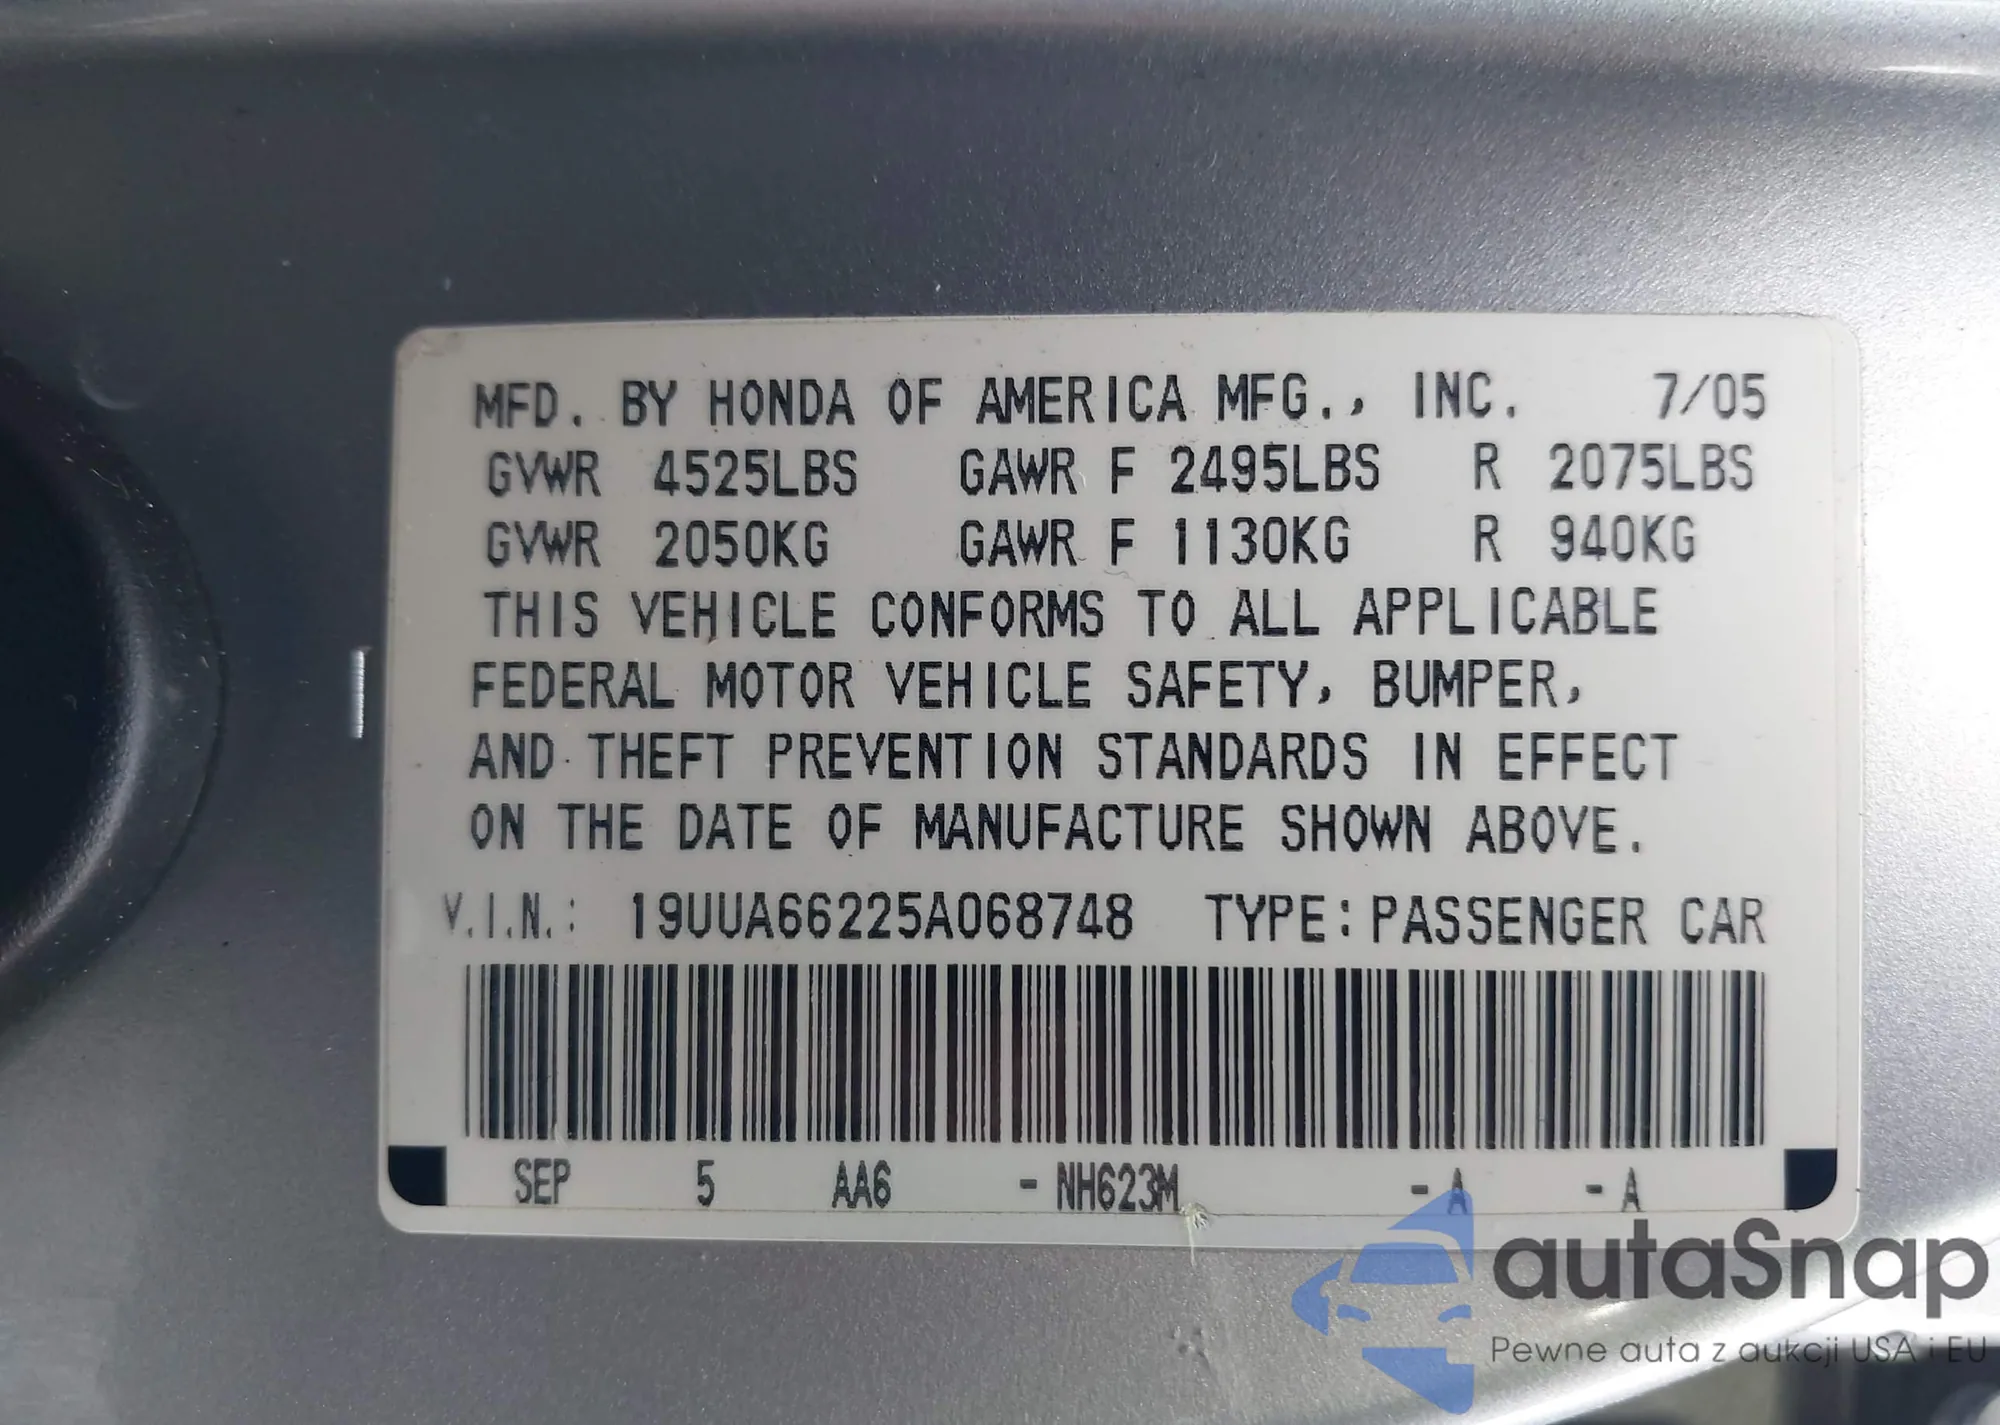 MFD. BY HONDA OF AMERICA MFG., INC. 7/05
GVWR 4525LBS GAWR F 2495LBS R 2075LBS
GVWR 2050KG GAWR F 1130KG R 940KG
THIS VEHICLE CONFORMS TO ALL APPLICABLE
FEDERAL MOTOR VEHICLE SAFETY, BUMPER,
AND THEFT PREVENTION STANDARDS IN EFFECT
ON THE DATE OF MANUFACTURE SHOWN ABOVE.
V.I.N.: 19UUA66225A068748 TYPE: PASSENGER CAR
SEP 5 AA6 - NH623M - A - A
autaSnap
Pewne auta z aukcji USA i EU